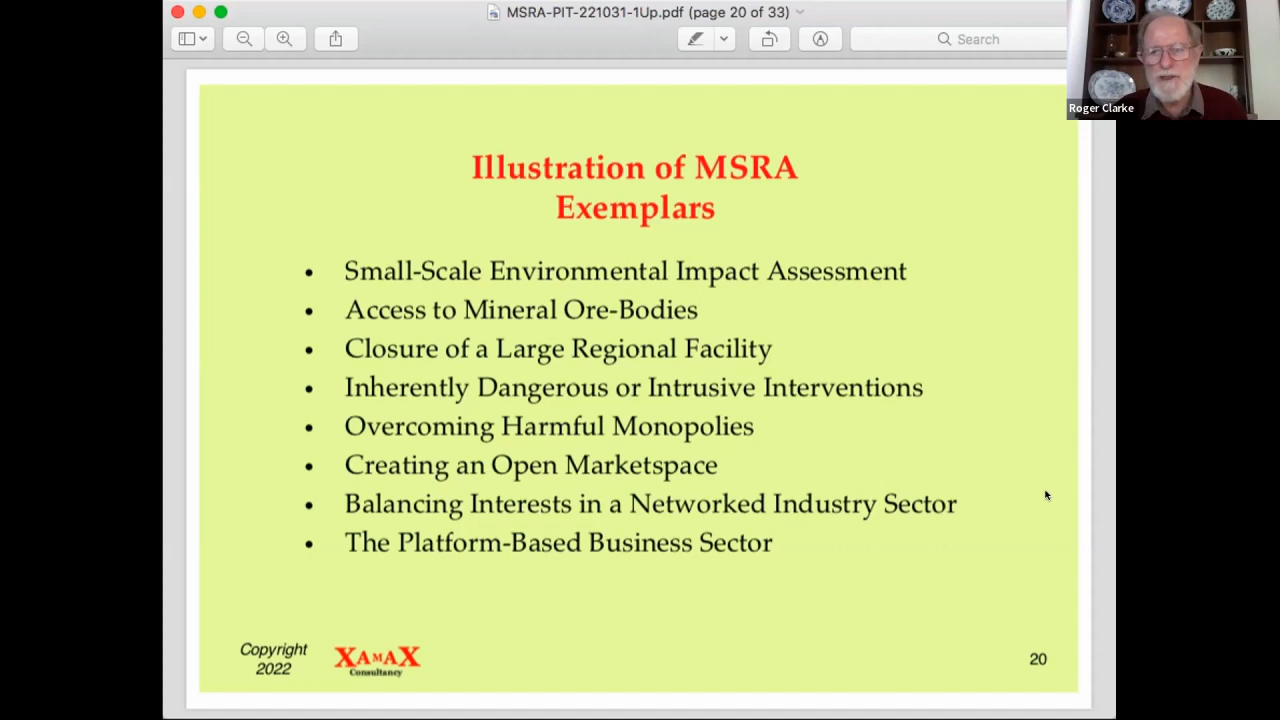 MSRA-PIT-221031-1Up.pdf (page 20 of 33)
Search
Roger Clarke
Illustration of MSRA
Exemplars
• Small-Scale Environmental Impact Assessment
• Access to Mineral Ore-Bodies
• Closure of a Large Regional Facility
• Inherently Dangerous or Intrusive Interventions
• Overcoming Harmful Monopolies
• Creating an Open Marketspace
• Balancing Interests in a Networked Industry Sector
• The Platform-Based Business Sector
Copyright
2022
XAMAX
Consultancy
20